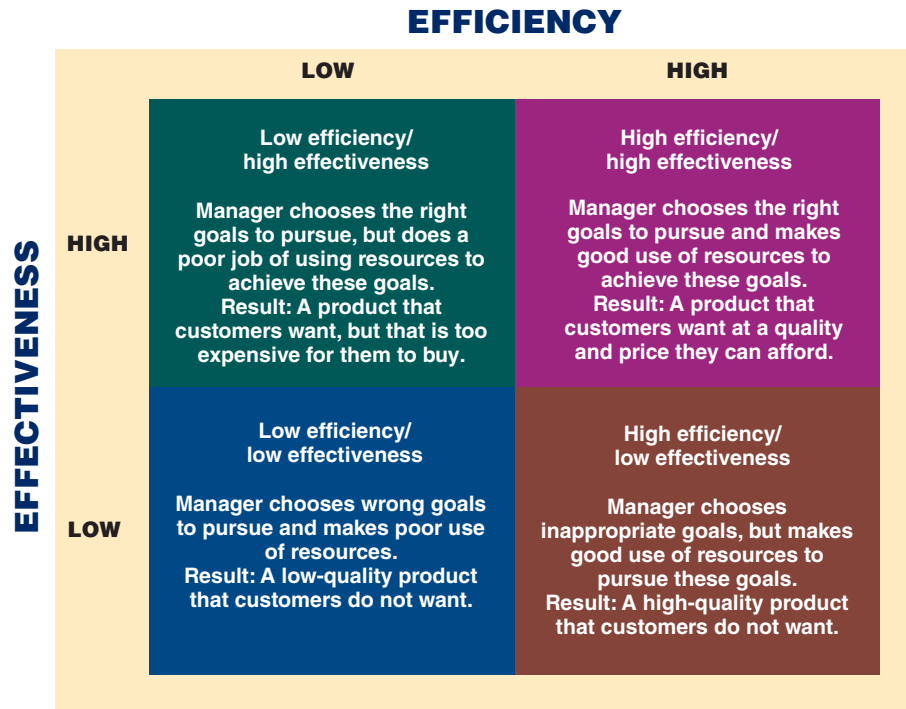 EFFICIENCY
LOW
HIGH
EFFECTIVENESS
HIGH
Low efficiency/
high effectiveness
Manager chooses the right
goals to pursue, but does a
poor job of using resources to
achieve these goals.
Result: A product that
customers want, but that is too
expensive for them to buy.
High efficiency/
high effectiveness
Manager chooses the right
goals to pursue and makes
good use of resources to
achieve these goals.
Result: A product that
customers want at a quality
and price they can afford.
LOW
Low efficiency/
low effectiveness
Manager chooses wrong goals
to pursue and makes poor use
of resources.
Result: A low-quality product
that customers do not want.
High efficiency/
low effectiveness
Manager chooses
inappropriate goals, but makes
good use of resources to
pursue these goals.
Result: A high-quality product
that customers do not want.